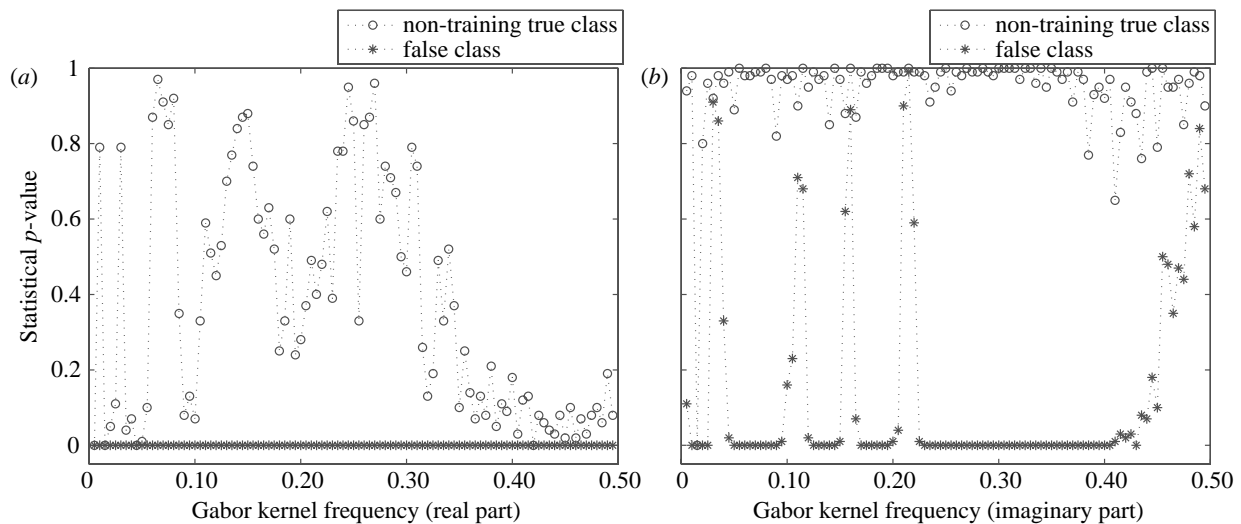 non-training true class
false class
non-training true class
false class
(a)
(b)
Statistical p-value
1
0.8
0.6
0.4
0.2
0
0 0.10 0.20 0.30 0.40 0.50
0 0.10 0.20 0.30 0.40 0.50
Gabor kernel frequency (real part)
Gabor kernel frequency (imaginary part)